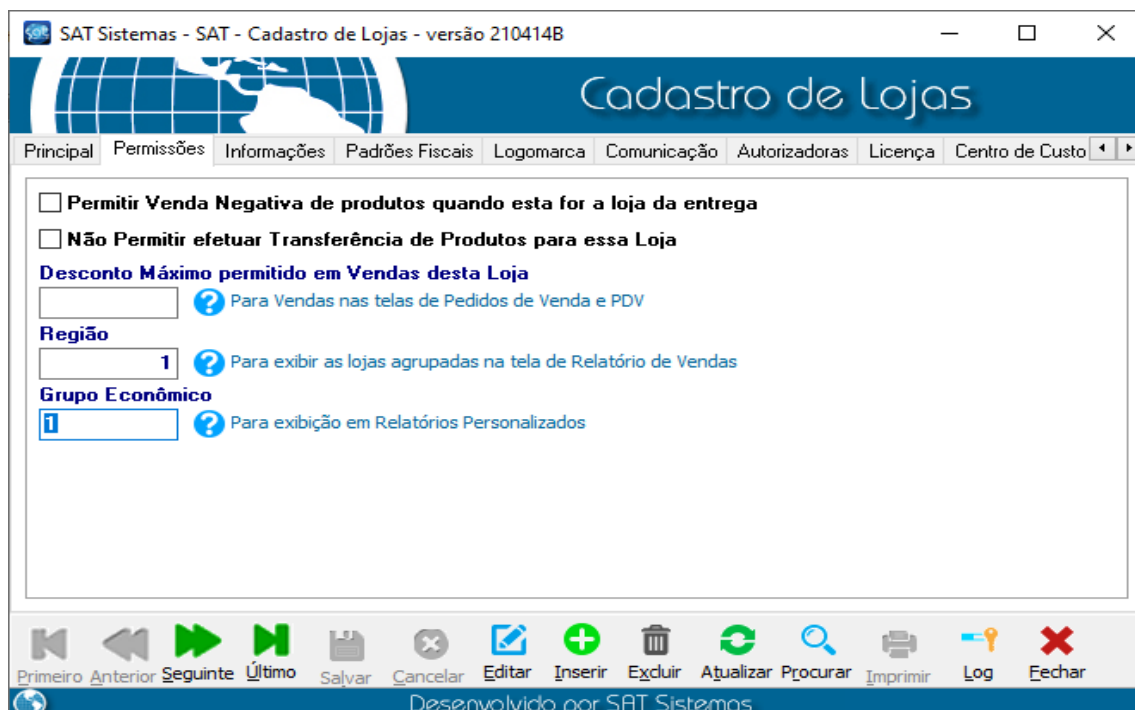 SAT Sistemas - SAT - Cadastro de Lojas - versão 210414B
Cadastro de Lojas
Principal Permissões Informações Padrões Fiscais Logomarca Comunicação Autorizadoras Licença Centro de Custo
Permitir Venda Negativa de produtos quando esta for a loja da entrega
Não Permitir efetuar Transferência de Produtos para essa Loja
Desconto Máximo permitido em Vendas desta Loja
? Para Vendas nas telas de Pedidos de Venda e PDV
Região
1 ? Para exibir as lojas agrupadas na tela de Relatório de Vendas
Grupo Econômico
1 ? Para exibição em Relatórios Personalizados
Primeiro Anterior Seguinte Último Salvar Cancelar Editar Inserir Excluir Atualizar Procurar Imprimir Log Fechar
Desenvolvido por SAT Sistemas